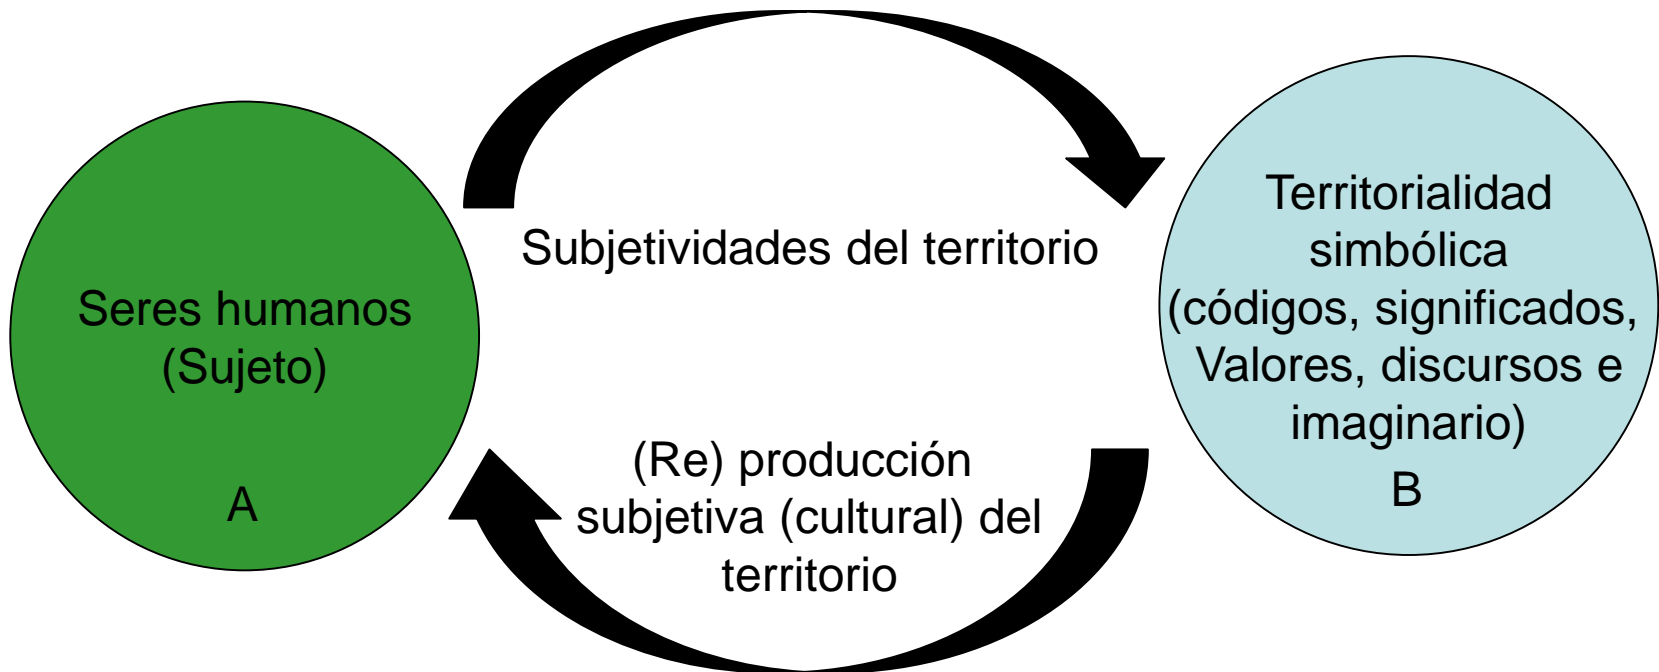 Seres humanos
(Sujeto)
A
Subjetividades del territorio
(Re) producción
subjetiva (cultural) del
territorio
Territorialidad
simbólica
(códigos, significados,
Valores, discursos e
imaginario)
B